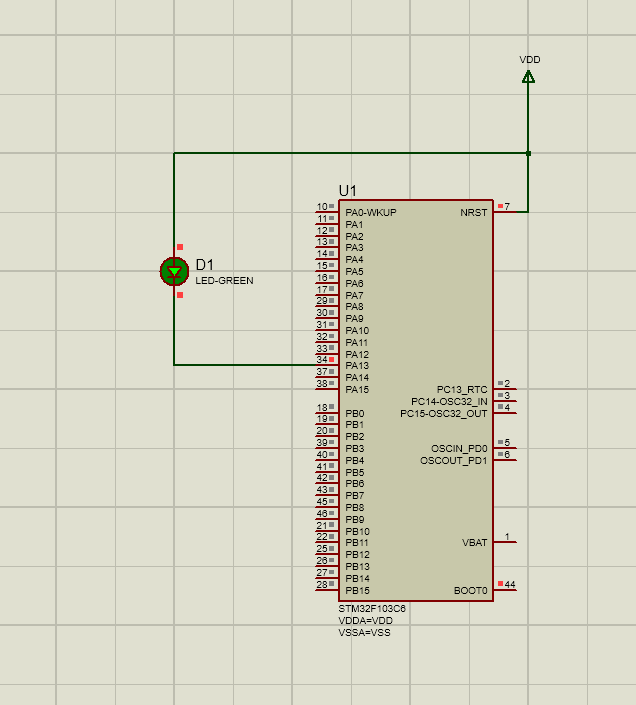 VDD
U1
10 PA0-WKUP NRST 7
11 PA1
12 PA2
13 PA3
14 PA4
15 PA5
16 PA6
17 PA7
29 PA8
30 PA9
31 PA10
32 PA11
33 PA12
34 PA13
37 PA14
38 PA15 PC13_RTC 2
PC14-OSC32_IN 3
18 PB0 PC15-OSC32_OUT 4
19 PB1
20 PB2
39 PB3 OSCIN_PD0 5
40 PB4 OSCOUT_PD1 6
41 PB5
42 PB6
43 PB7
45 PB8
46 PB9
21 PB10
22 PB11 VBAT 1
25 PB12
26 PB13
27 PB14
28 PB15 BOOT0 44
STM32F103C6
VDDA=VDD
VSSA=VSS
D1
LED-GREEN